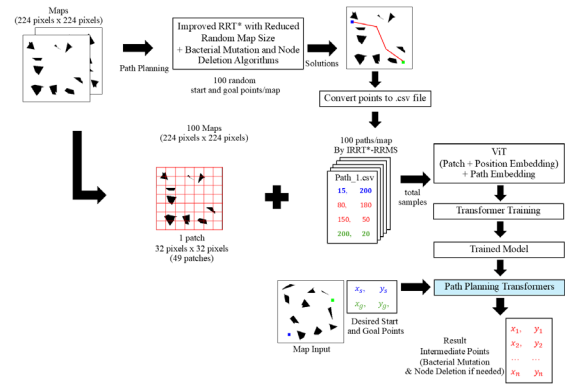 Maps
(224 pixels x 224 pixels)
Path Planning
Improved RRT* with Reduced
Random Map Size
+ Bacterial Mutation and Node
Deletion Algorithms
100 random
start and goal points/map
Solutions
Convert points to .csv file
100 Maps
(224 pixels x 224 pixels)
1 patch
32 pixels x 32 pixels
(49 patches)
100 paths/map
By IRRT*-RRMS
Path_1.csv
15, 200
80, 180
150, 50
200, 20
total
samples
ViT
(Patch + Position Embedding)
+ Path Embedding
Transformer Training
Trained Model
Path Planning Transformers
Map Input
xs, ys
xg, yg,
Desired Start
and Goal Points
Result
Intermediate Points
(Bacterial Mutation
& Node Deletion if needed)
x1, y1
x2, y2
... ...
xn, yn